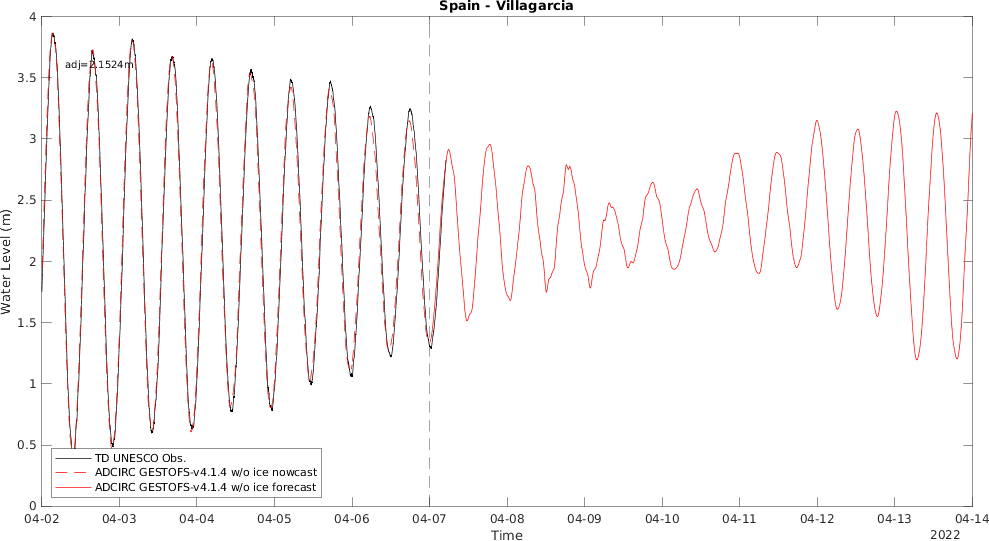 Spain - Villagarcia
4
3.5
3
2.5
2
1.5
1
0.5
0
Water Level (m)
adj=2.1524m
TD UNESCO Obs.
ADCIRC GESTOFS-v4.1.4 w/o ice nowcast
ADCIRC GESTOFS-v4.1.4 w/o ice forecast
04-02 04-03 04-04 04-05 04-06 04-07 04-08 04-09 04-10 04-11 04-12 04-13 04-14
Time
2022